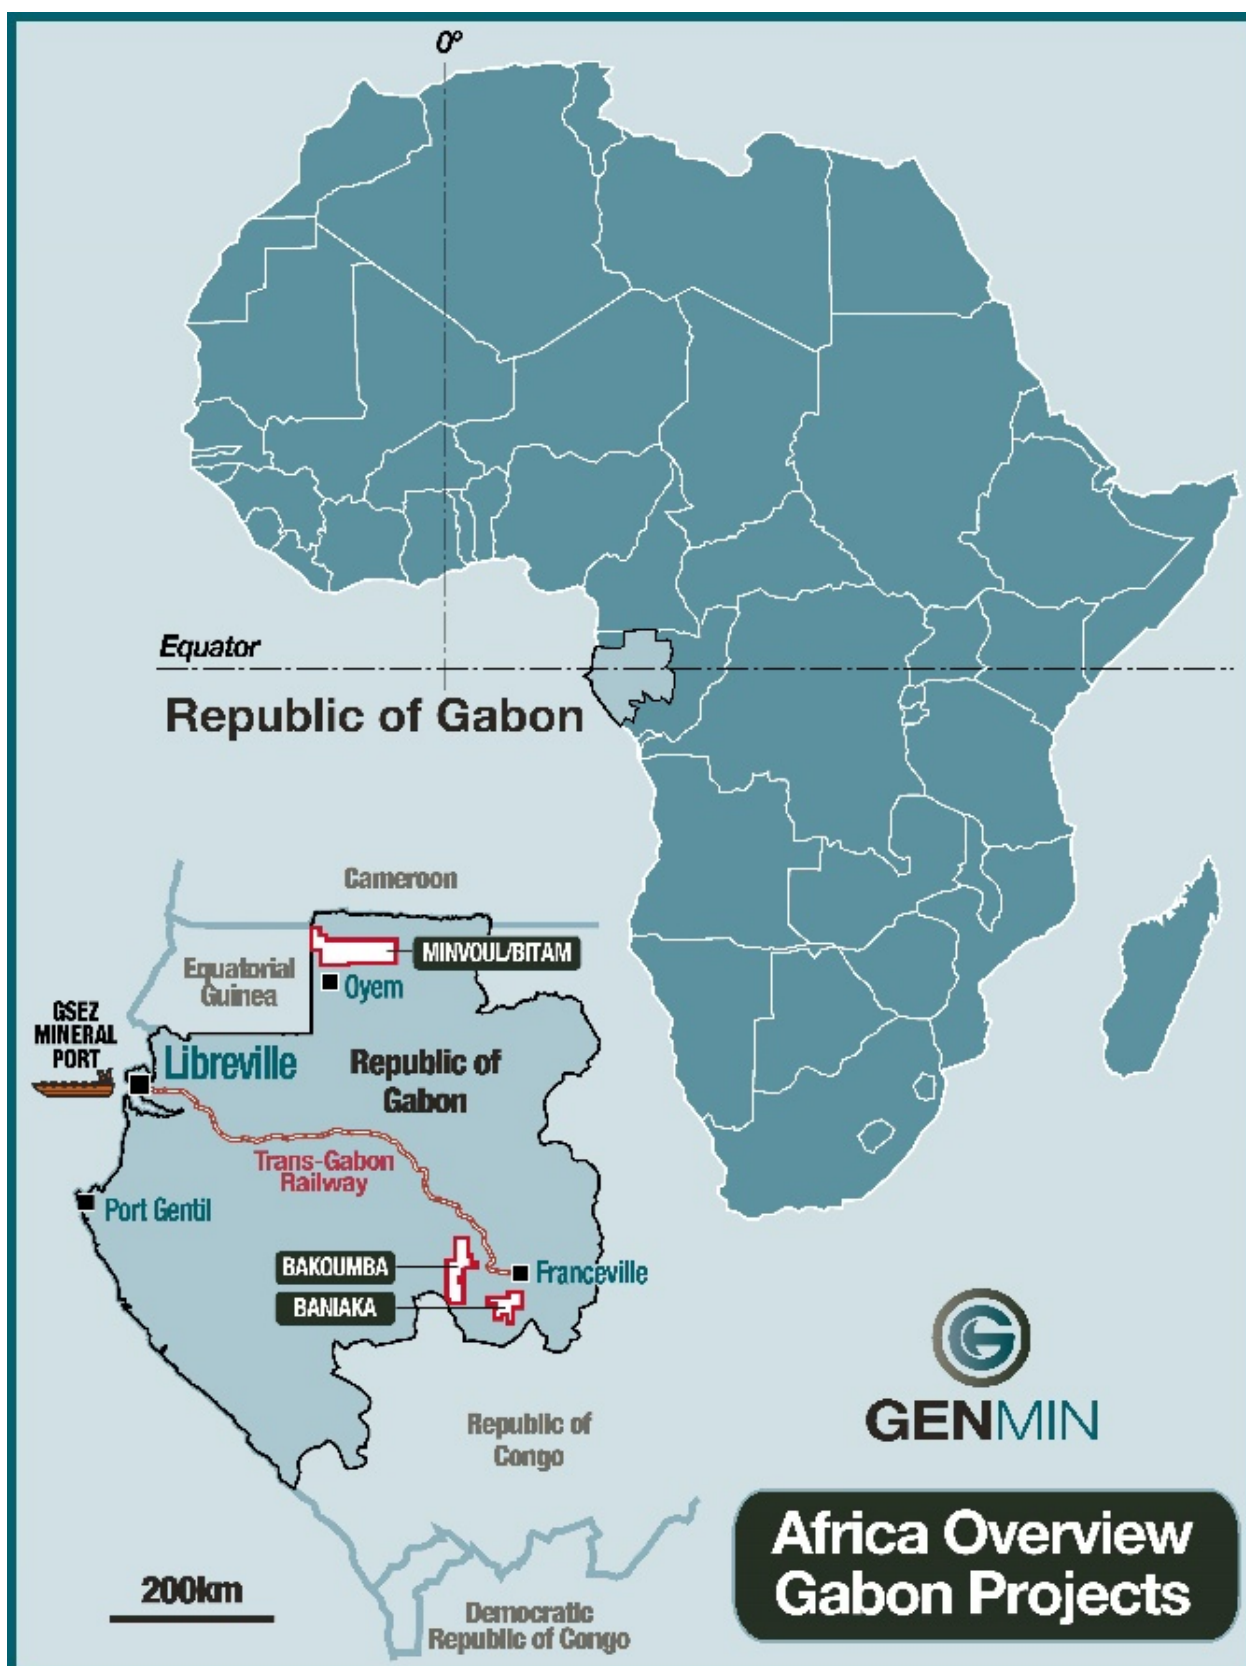 0º
Equator
Republic of Gabon
Cameroon
MINVOUL/BITAM
Equatorial
Guinea
Oyem
GSEZ
MINERAL
PORT
Libreville
Republic of
Gabon
Trans-Gabon
Railway
Port Gentil
BAKOUMBA
Franceville
BANIAKA
Republic of
Congo
G
GENMIN
Africa Overview
Gabon Projects
200km
Democratic
Republic of Congo